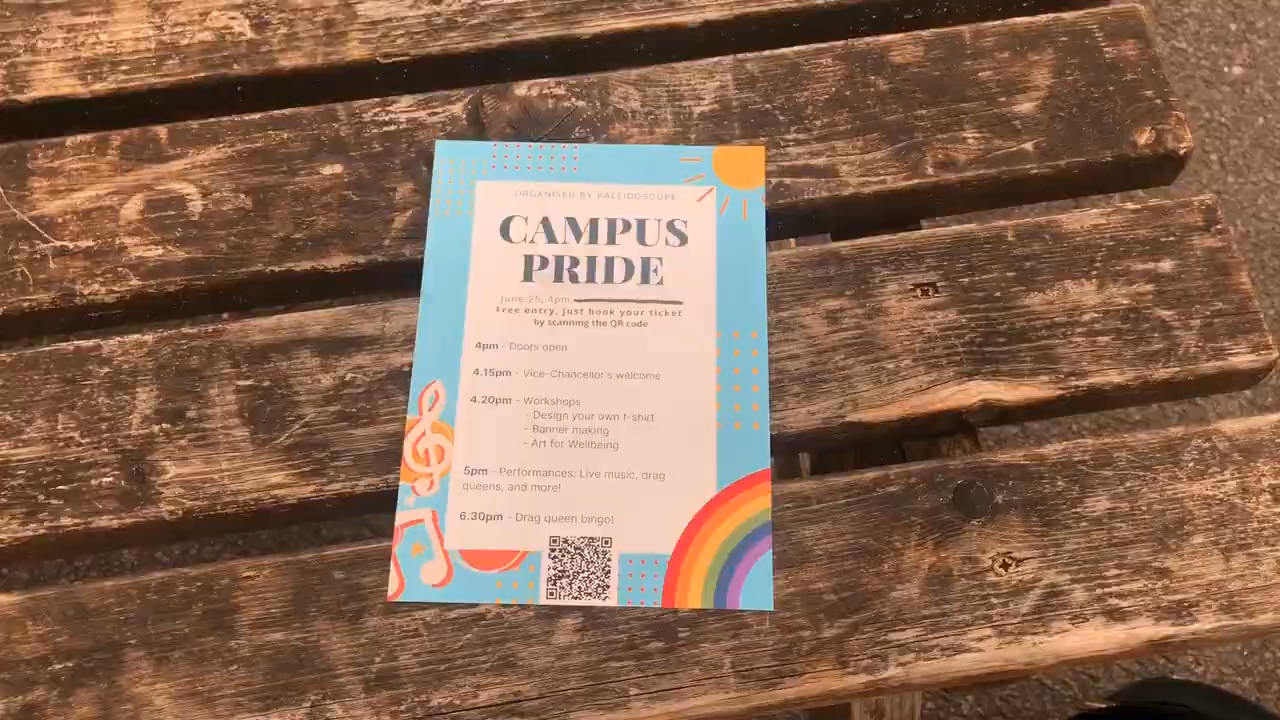 ORGANISED BY KALEIDOSCOPE
CAMPUS
PRIDE
June 25, 4pm,
Free entry, just book your ticket
by scanning the QR code
4pm - Doors open
4.15pm - Vice-Chancellor's welcome
4.20pm - Workshops
- Design your own t-shirt
- Banner making
- Art for Wellbeing
5pm - Performances: Live music, drag
queens, and more!
6.30pm - Drag queen bingo!